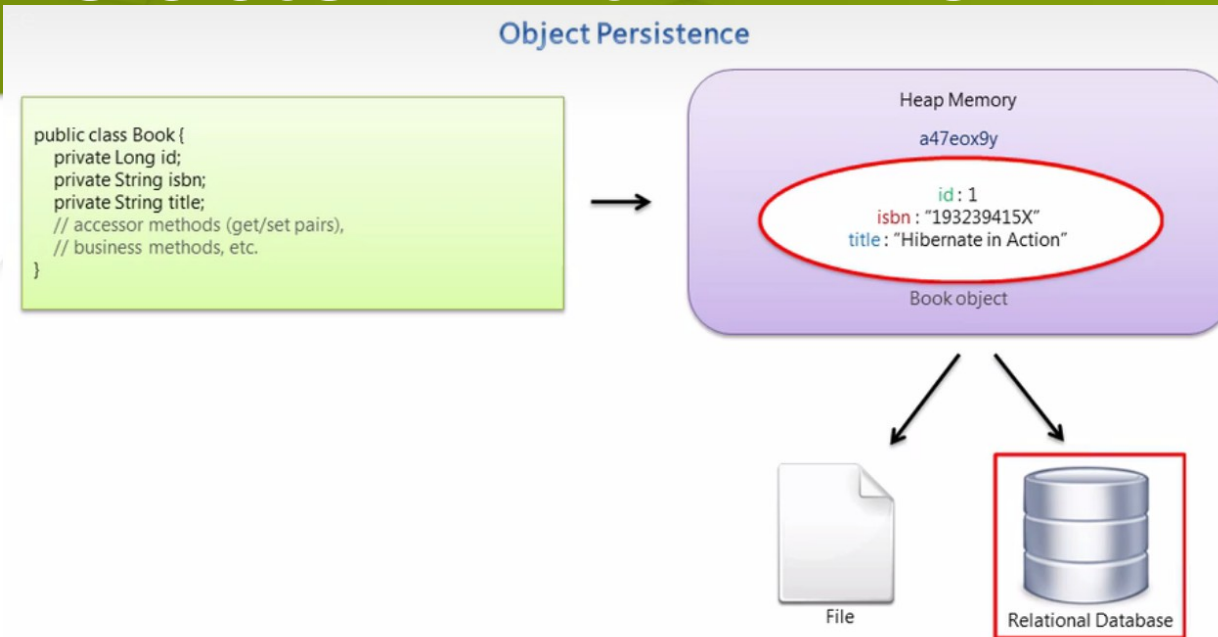 Object Persistence
public class Book {
private Long id;
private String isbn;
private String title;
// accessor methods (get/set pairs),
// business methods, etc.
}
Heap Memory
a47eox9y
id : 1
isbn : "193239415X"
title : "Hibernate in Action"
Book object
File
Relational Database